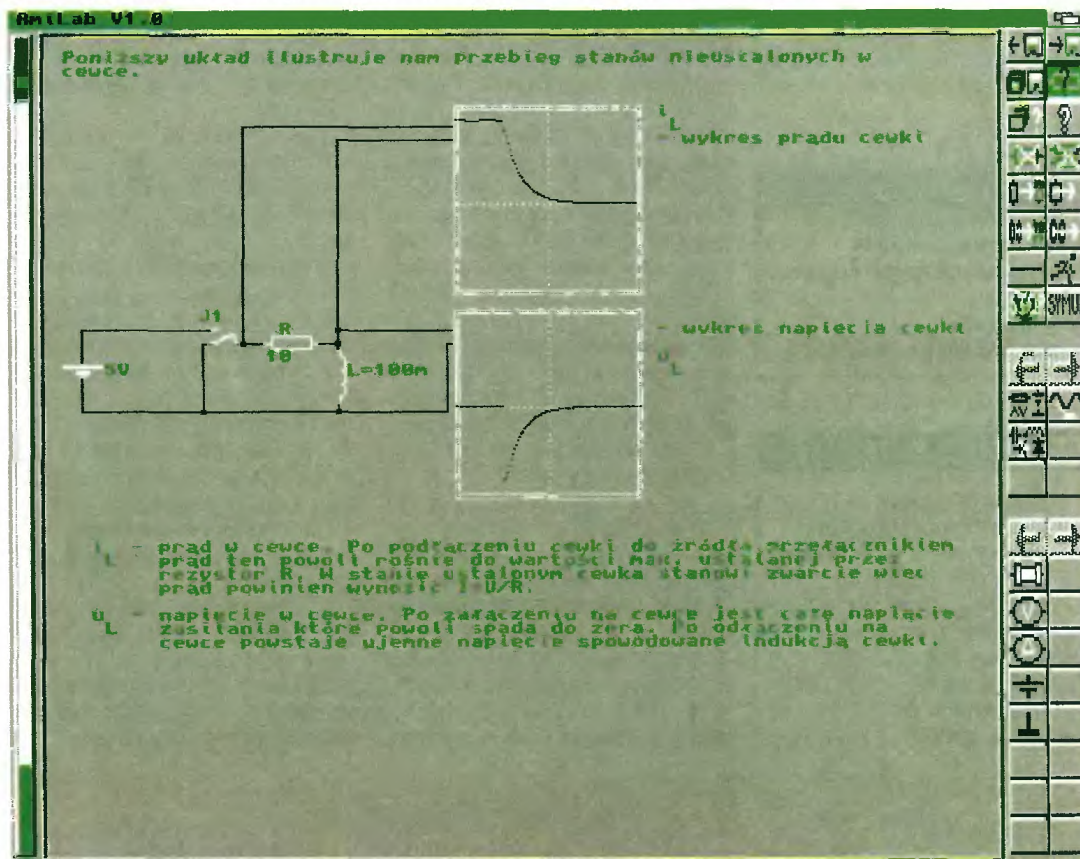 AmiLab V1.0
Poniższy układ ilustruje nam przebieg stanów nieustalonych w
cewce.
i
L
- wykres prądu cewki
SYMU
J1
R
10
5V
L=100m
- wykres napięcia cewki
u
L
AV
i
L
- prąd w cewce. Po podłączeniu cewki do źródła przełącznikiem
prąd ten powoli rośnie do wartości max. ustalanej przez
rezystor R. W stanie ustalonym cewka stanowi zwarcie więc
prąd powinien wynosić I=U/R.
u
L
- napięcie w cewce. Po załączeniu na cewce jest całe napięcie
zasilania które powoli spada do zera. Po odłączeniu na
cewce powstaje ujemne napięcie spowodowane indukcją cewki.
V
A